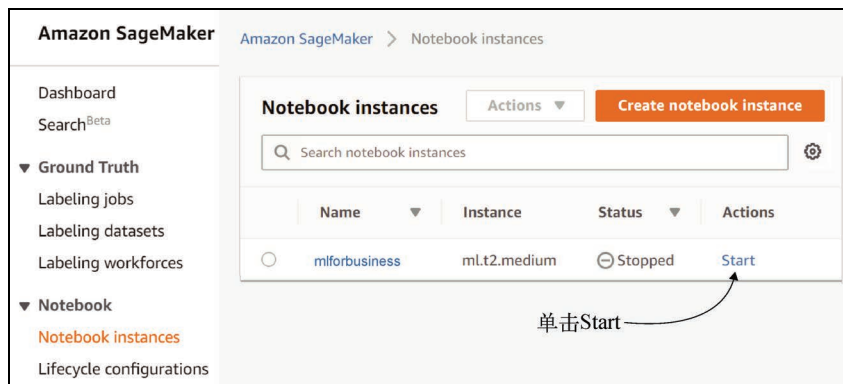 Amazon SageMaker
Dashboard
Search Beta
Ground Truth
Labeling jobs
Labeling datasets
Labeling workforces
Notebook
Notebook instances
Lifecycle configurations
Amazon SageMaker > Notebook instances
Notebook instances Actions Create notebook instance
Search notebook instances
Name Instance Status Actions
mlforbusiness ml.t2.medium Stopped Start
单击Start